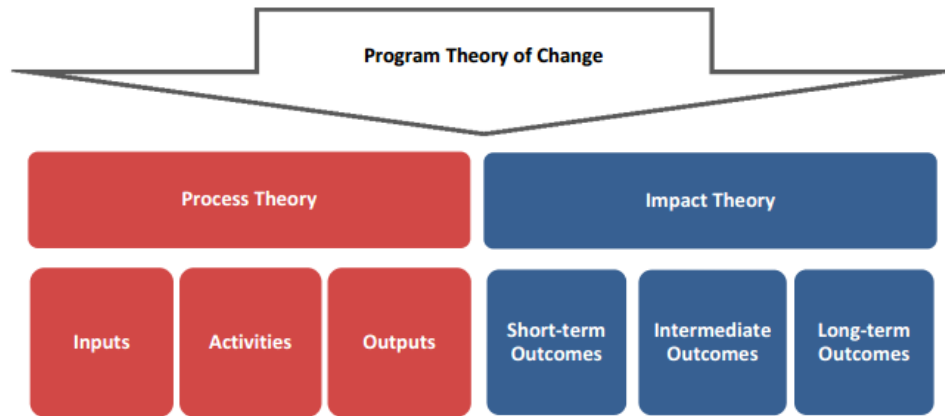 Program Theory of Change
Process Theory
Impact Theory
Inputs
Activities
Outputs
Short-term
Outcomes
Intermediate
Outcomes
Long-term
Outcomes